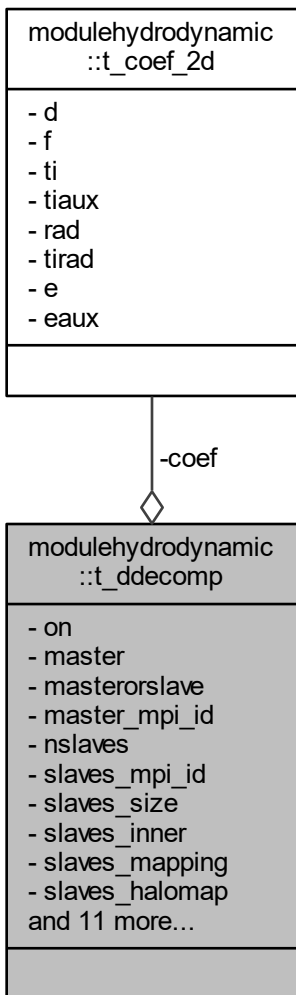 modulehydrodynamic
::t_coef_2d
- d
- f
- ti
- tiaux
- rad
- tirad
- e
- eaux
-coef
modulehydrodynamic
::t_ddecomp
- on
- master
- masterorslave
- master_mpi_id
- nslaves
- slaves_mpi_id
- slaves_size
- slaves_inner
- slaves_mapping
- slaves_halomap
and 11 more...